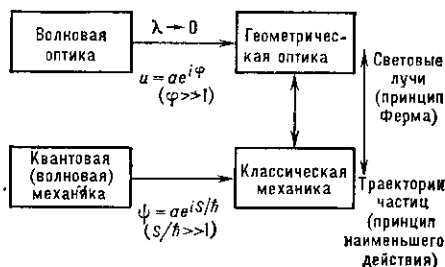 Волновая
оптика
λ→0
Геометричес-
кая оптика
u=ae^{iφ}
(φ>>1)
Световые
лучи
(принцип
Ферма)
Квантовая
(волновая)
механика
Классическая
механика
ψ=ae^{iS/ħ}
(S/ħ>>1)
Траектории
частиц
(принцип
наименьшего
действия)